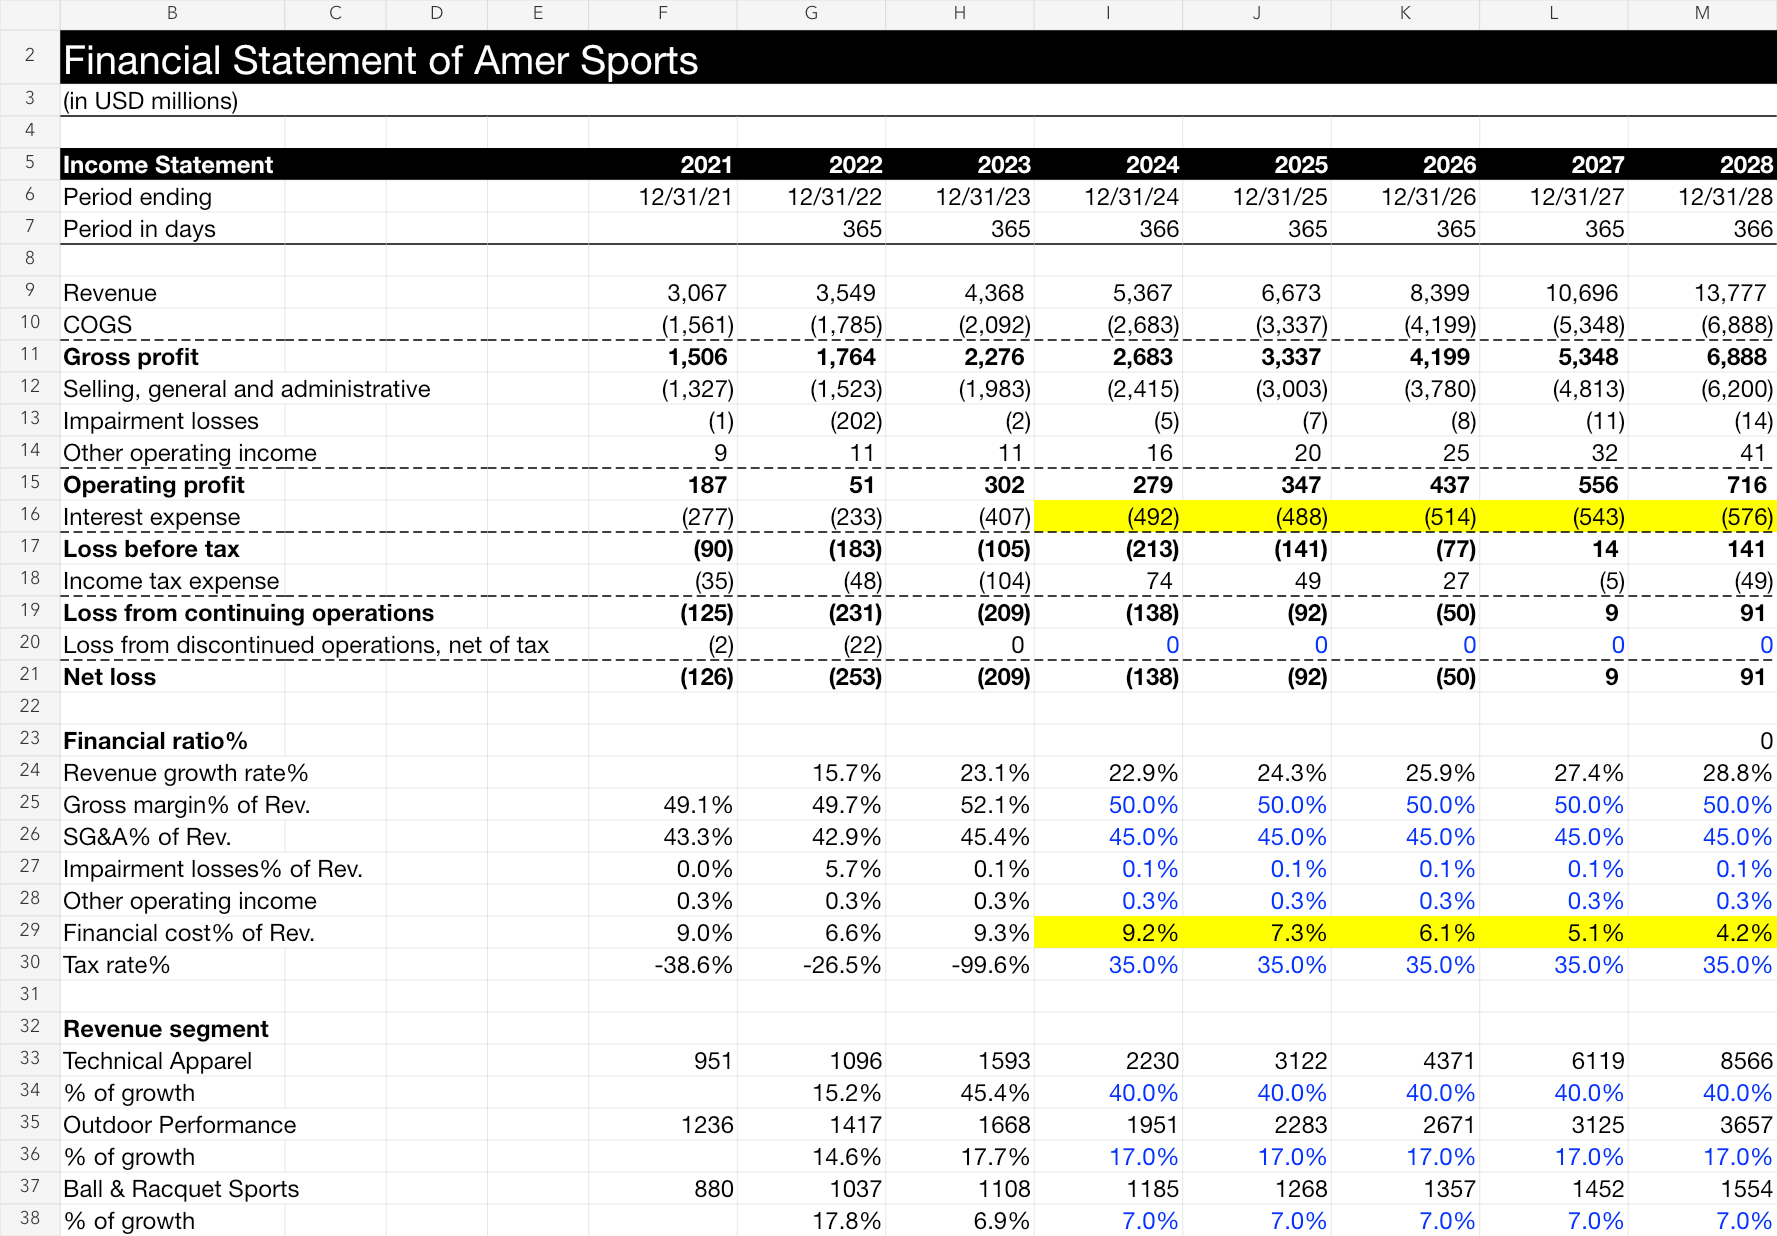 B C D E F G H I J K L M
2 Financial Statement of Amer Sports
3 (in USD millions)
4
5 Income Statement 2021 2022 2023 2024 2025 2026 2027 2028
6 Period ending 12/31/21 12/31/22 12/31/23 12/31/24 12/31/25 12/31/26 12/31/27 12/31/28
7 Period in days 365 365 366 365 365 365 366
8
9 Revenue 3,067 3,549 4,368 5,367 6,673 8,399 10,696 13,777
10 COGS (1,561) (1,785) (2,092) (2,683) (3,337) (4,199) (5,348) (6,888)
11 Gross profit 1,506 1,764 2,276 2,683 3,337 4,199 5,348 6,888
12 Selling, general and administrative (1,327) (1,523) (1,983) (2,415) (3,003) (3,780) (4,813) (6,200)
13 Impairment losses (1) (202) (2) (5) (7) (8) (11) (14)
14 Other operating income 9 11 11 16 20 25 32 41
15 Operating profit 187 51 302 279 347 437 556 716
16 Interest expense (277) (233) (407) (492) (488) (514) (543) (576)
17 Loss before tax (90) (183) (105) (213) (141) (77) 14 141
18 Income tax expense (35) (48) (104) 74 49 27 (5) (49)
19 Loss from continuing operations (125) (231) (209) (138) (92) (50) 9 91
20 Loss from discontinued operations, net of tax (2) (22) 0 0 0 0 0 0
21 Net loss (126) (253) (209) (138) (92) (50) 9 91
22
23 Financial ratio% 0
24 Revenue growth rate% 15.7% 23.1% 22.9% 24.3% 25.9% 27.4% 28.8%
25 Gross margin% of Rev. 49.1% 49.7% 52.1% 50.0% 50.0% 50.0% 50.0% 50.0%
26 SG&A% of Rev. 43.3% 42.9% 45.4% 45.0% 45.0% 45.0% 45.0% 45.0%
27 Impairment losses% of Rev. 0.0% 5.7% 0.1% 0.1% 0.1% 0.1% 0.1% 0.1%
28 Other operating income 0.3% 0.3% 0.3% 0.3% 0.3% 0.3% 0.3% 0.3%
29 Financial cost% of Rev. 9.0% 6.6% 9.3% 9.2% 7.3% 6.1% 5.1% 4.2%
30 Tax rate% -38.6% -26.5% -99.6% 35.0% 35.0% 35.0% 35.0% 35.0%
31
32 Revenue segment
33 Technical Apparel 951 1096 1593 2230 3122 4371 6119 8566
34 % of growth 15.2% 45.4% 40.0% 40.0% 40.0% 40.0% 40.0%
35 Outdoor Performance 1236 1417 1668 1951 2283 2671 3125 3657
36 % of growth 14.6% 17.7% 17.0% 17.0% 17.0% 17.0% 17.0%
37 Ball & Racquet Sports 880 1037 1108 1185 1268 1357 1452 1554
38 % of growth 17.8% 6.9% 7.0% 7.0% 7.0% 7.0% 7.0%